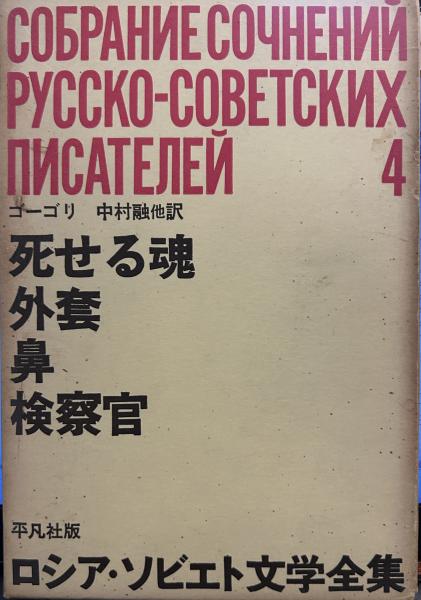 СОБРАНИЕ СОЧНЕНИЙ
РУССКО-СОВЕТСКИХ
ПИСАТЕЛЕЙ 4
ゴーゴリ 中村融他訳
死せる魂
外套
鼻
検察官
平凡社版
ロシア・ソビエト文学全集